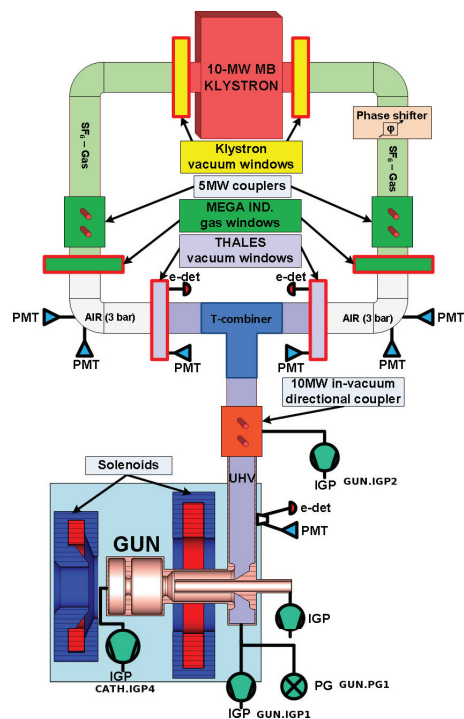 10-MW MB
KLYSTRON
Phase shifter
φ
SF6 – Gas
SF6 – Gas
Klystron
vacuum windows
5MW couplers
MEGA IND.
gas windows
THALES
vacuum windows
e-det
e-det
PMT
AIR (3 bar)
T-combiner
AIR (3 bar)
PMT
PMT
PMT
PMT
PMT
10MW in-vacuum
directional coupler
Solenoids
UHV
IGP
GUN.IGP2
e-det
PMT
GUN
IGP
IGP
CATH.IGP4
PG
GUN.PG1
IGP
GUN.IGP1